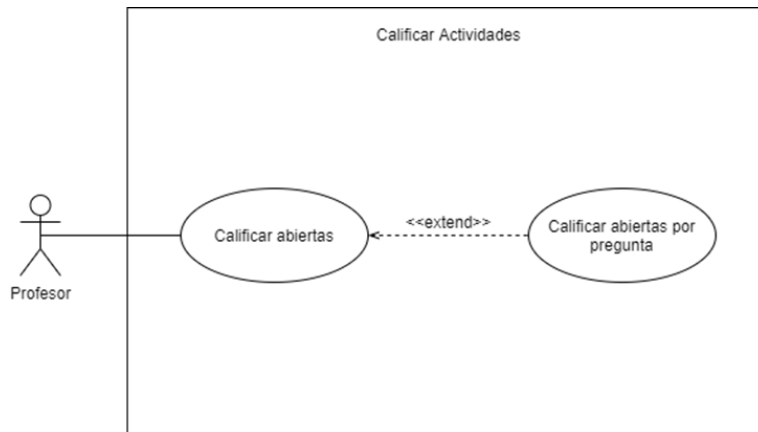 Calificar Actividades
Profesor
Calificar abiertas
<<extend>>
Calificar abiertas por
pregunta